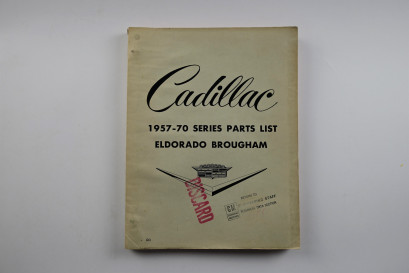 Cadillac
1957-70 SERIES PARTS LIST
ELDORADO BROUGHAM
DISCARD